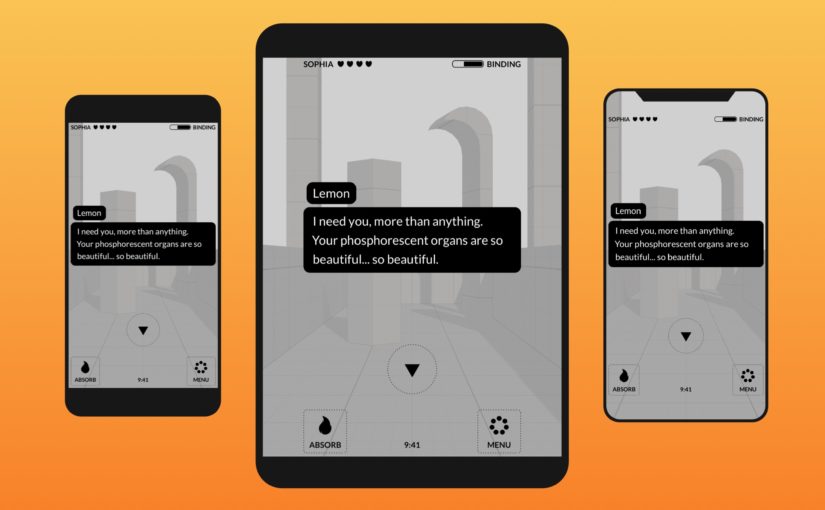 SOPHIA
BINDING
Lemon
I need you, more than anything.
Your phosphorescent organs are so
beautiful... so beautiful.
ABSORB
9:41
MENU
SOPHIA
BINDING
Lemon
I need you, more than anything.
Your phosphorescent organs are so
beautiful... so beautiful.
ABSORB
9:41
MENU
SOPHIA
BINDING
Lemon
I need you, more than anything.
Your phosphorescent organs are so
beautiful... so beautiful.
ABSORB
9:41
MENU